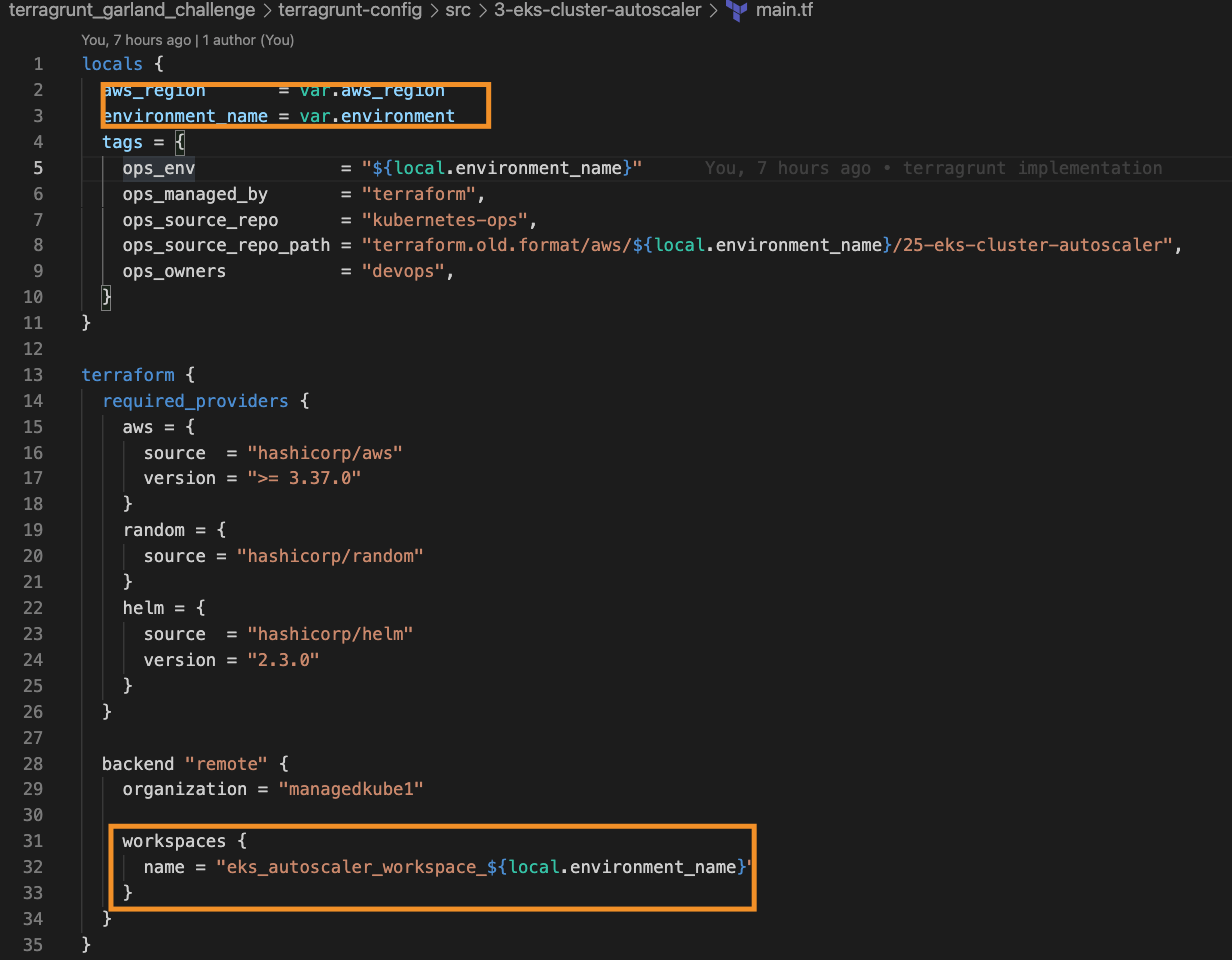 terragrunt_garland_challenge > terragrunt-config > src > 3-eks-cluster-autoscaler > main.tf
You, 7 hours ago | 1 author (You)
1 locals {
2 aws_region = var.aws_region
3 environment_name = var.environment
4 tags = {
5 ops_env = "${local.environment_name}" You, 7 hours ago • terragrunt implementation
6 ops_managed_by = "terraform",
7 ops_source_repo = "kubernetes-ops",
8 ops_source_repo_path = "terraform.old.format/aws/${local.environment_name}/25-eks-cluster-autoscaler",
9 ops_owners = "devops",
10 }
11 }
12
13 terraform {
14 required_providers {
15 aws = {
16 source = "hashicorp/aws"
17 version = ">= 3.37.0"
18 }
19 random = {
20 source = "hashicorp/random"
21 }
22 helm = {
23 source = "hashicorp/helm"
24 version = "2.3.0"
25 }
26 }
27
28 backend "remote" {
29 organization = "managedkube1"
30
31 workspaces {
32 name = "eks_autoscaler_workspace_${local.environment_name}"
33 }
34 }
35 }